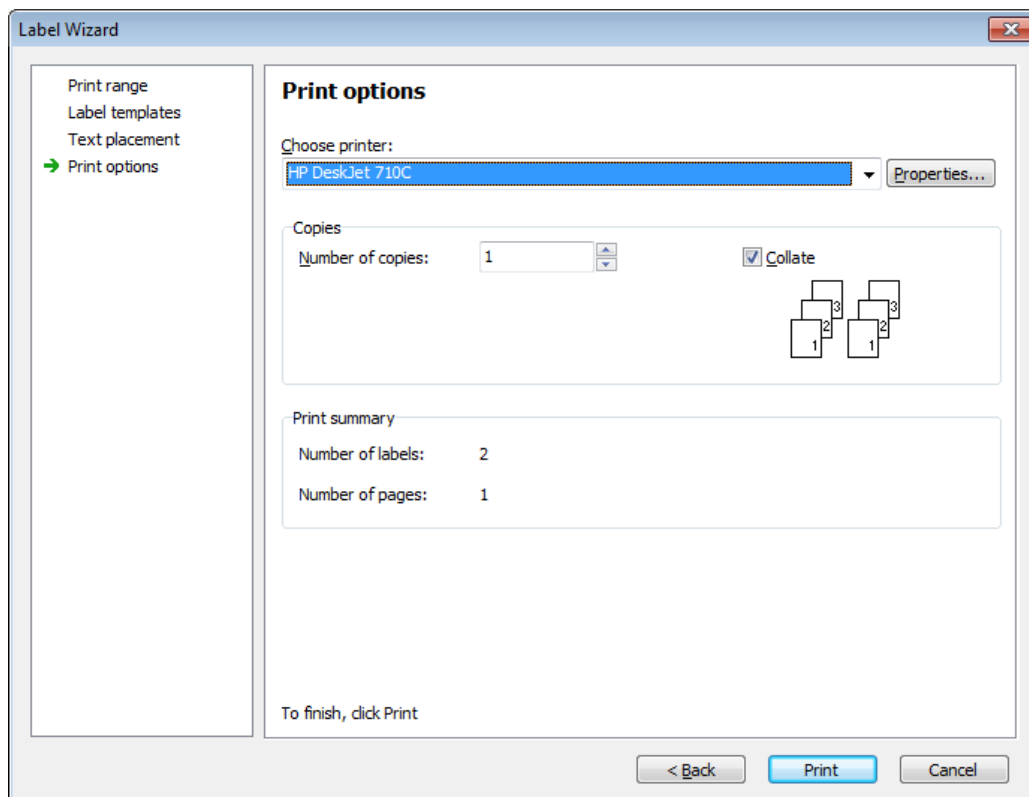 Label Wizard
Print range
Label templates
Text placement
Print options
Print options
Choose printer:
HP DeskJet 710C
Properties...
Copies
Number of copies: 1
Collate
3 3
2 2
1 1
Print summary
Number of labels: 2
Number of pages: 1
To finish, click Print
< Back Print Cancel